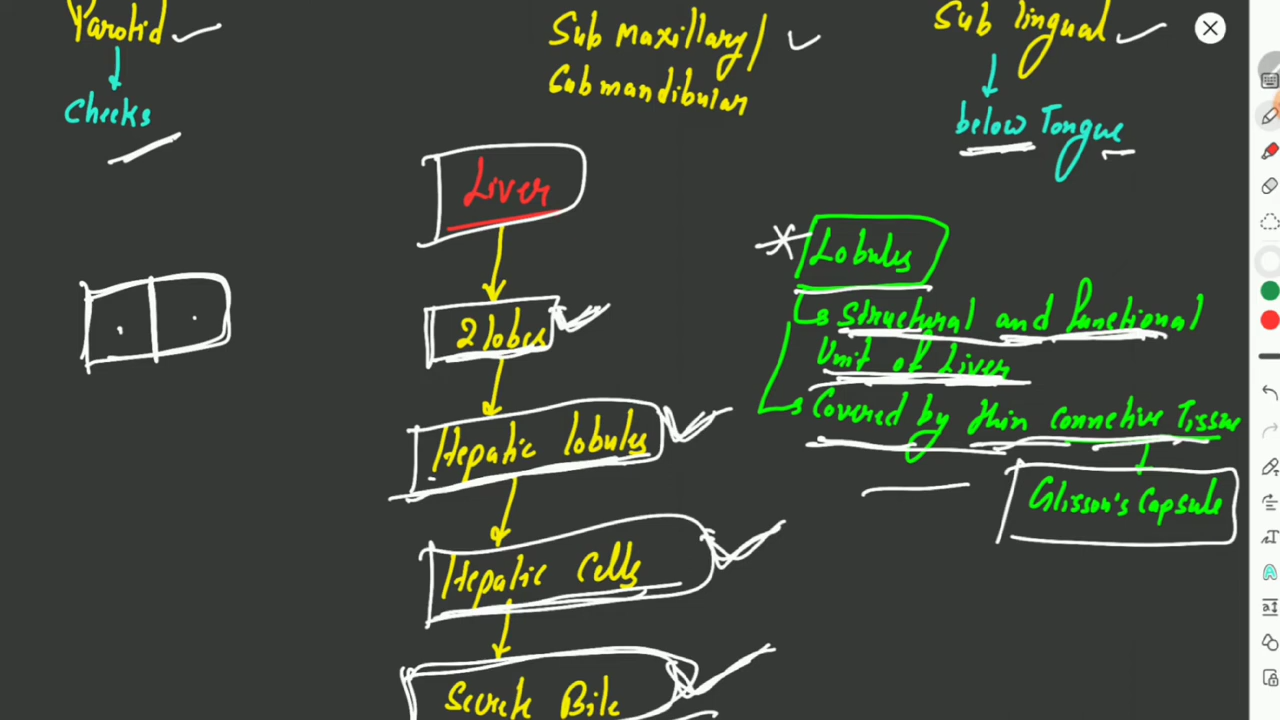 Parotid
Cheeks
Sub Maxillary/
Submandibular
Sub lingual
below Tongue
Liver
2 lobes
Hepatic lobules
Hepatic Cells
Secrete Bile
Lobules
Structural and functional
Unit of Liver
Covered by thin connetive Tissue
Glisson's Capsule